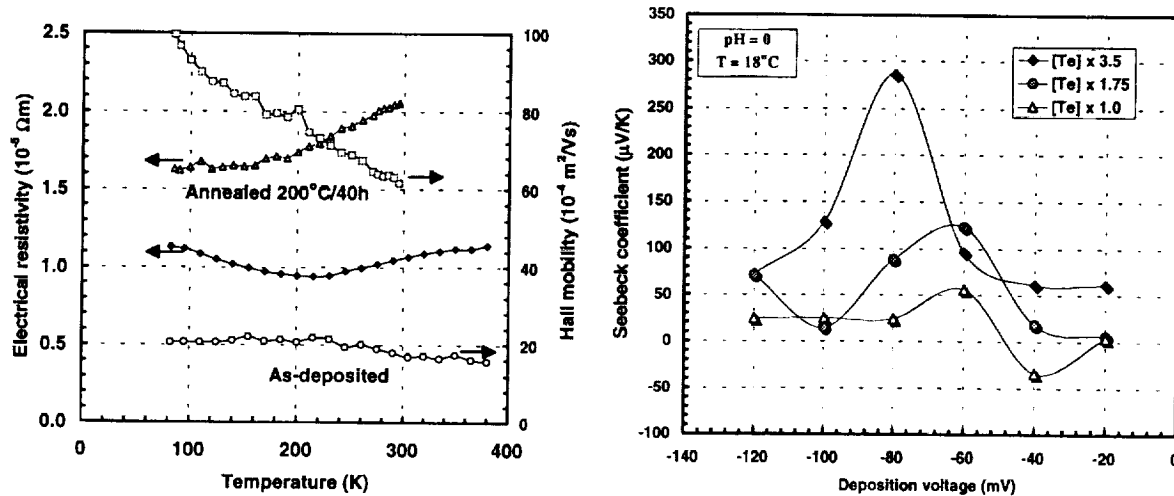 2.5
2.0
1.5
1.0
0.5
0.0
Electrical resistivity (10⁻⁵ Ωm)
0
100
200
300
400
Temperature (K)
100
80
60
40
20
0
Hall mobility (10⁻⁴ m²/Vs)
Annealed 200°C/40h
As-deposited
350
300
250
200
150
100
50
0
-50
-100
Seebeck coefficient (µV/K)
pH = 0
T = 18°C
[Te] x 3.5
[Te] x 1.75
[Te] x 1.0
-140
-120
-100
-80
-60
-40
-20
0
Deposition voltage (mV)